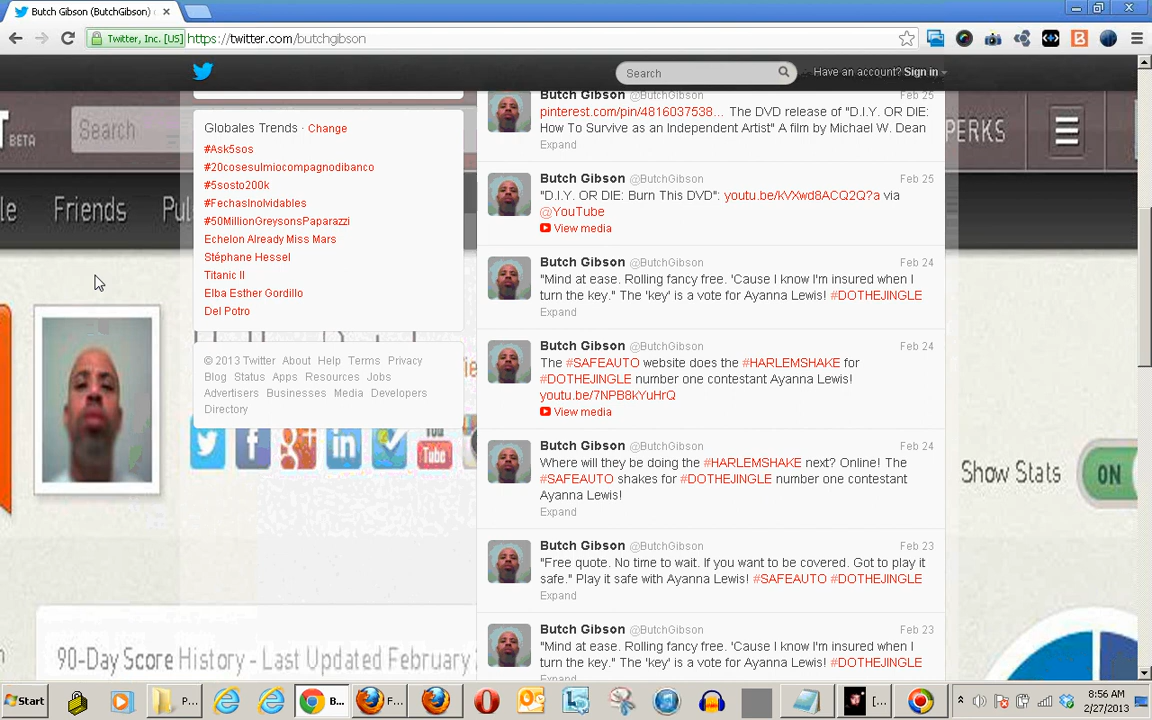 Butch Gibson (ButchGibson)
Twitter, Inc. [US] https://twitter.com/butchgibson
Search
Have an account? Sign in
BETA
Search
PERKS
Friends
Globales Trends · Change
#Ask5sos
#20cosesulmiocompagnodibanco
#5sosto200k
#FechasInolvidables
#50MillionGreysonsPaparazzi
Echelon Already Miss Mars
Stéphane Hessel
Titanic II
Elba Esther Gordillo
Del Potro
© 2013 Twitter About Help Terms Privacy
Blog Status Apps Resources Jobs
Advertisers Businesses Media Developers
Directory
You
Tube
Butch Gibson @ButchGibson Feb 25
pinterest.com/pin/4816037538... The DVD release of "D.I.Y. OR DIE:
How To Survive as an Independent Artist" A film by Michael W. Dean
Expand
Butch Gibson @ButchGibson Feb 25
"D.I.Y. OR DIE: Burn This DVD": youtu.be/kVXwd8ACQ2Q?a via
@YouTube
View media
Butch Gibson @ButchGibson Feb 24
"Mind at ease. Rolling fancy free. 'Cause I know I'm insured when I
turn the key." The 'key' is a vote for Ayanna Lewis! #DOTHEJINGLE
Expand
Butch Gibson @ButchGibson Feb 24
The #SAFEAUTO website does the #HARLEMSHAKE for
#DOTHEJINGLE number one contestant Ayanna Lewis!
youtu.be/7NPB8kYuHrQ
View media
Butch Gibson @ButchGibson Feb 24
Where will they be doing the #HARLEMSHAKE next? Online! The
#SAFEAUTO shakes for #DOTHEJINGLE number one contestant
Ayanna Lewis!
Expand
Butch Gibson @ButchGibson Feb 23
"Free quote. No time to wait. If you want to be covered. Got to play it
safe." Play it safe with Ayanna Lewis! #SAFEAUTO #DOTHEJINGLE
Expand
Butch Gibson @ButchGibson Feb 23
"Mind at ease. Rolling fancy free. 'Cause I know I'm insured when I
turn the key." The 'key' is a vote for Ayanna Lewis! #DOTHEJINGLE
Expand
Show Stats ON
90-Day Score History - Last Updated February
Start
P...
B...
F...
[...
8:56 AM
2/27/2013